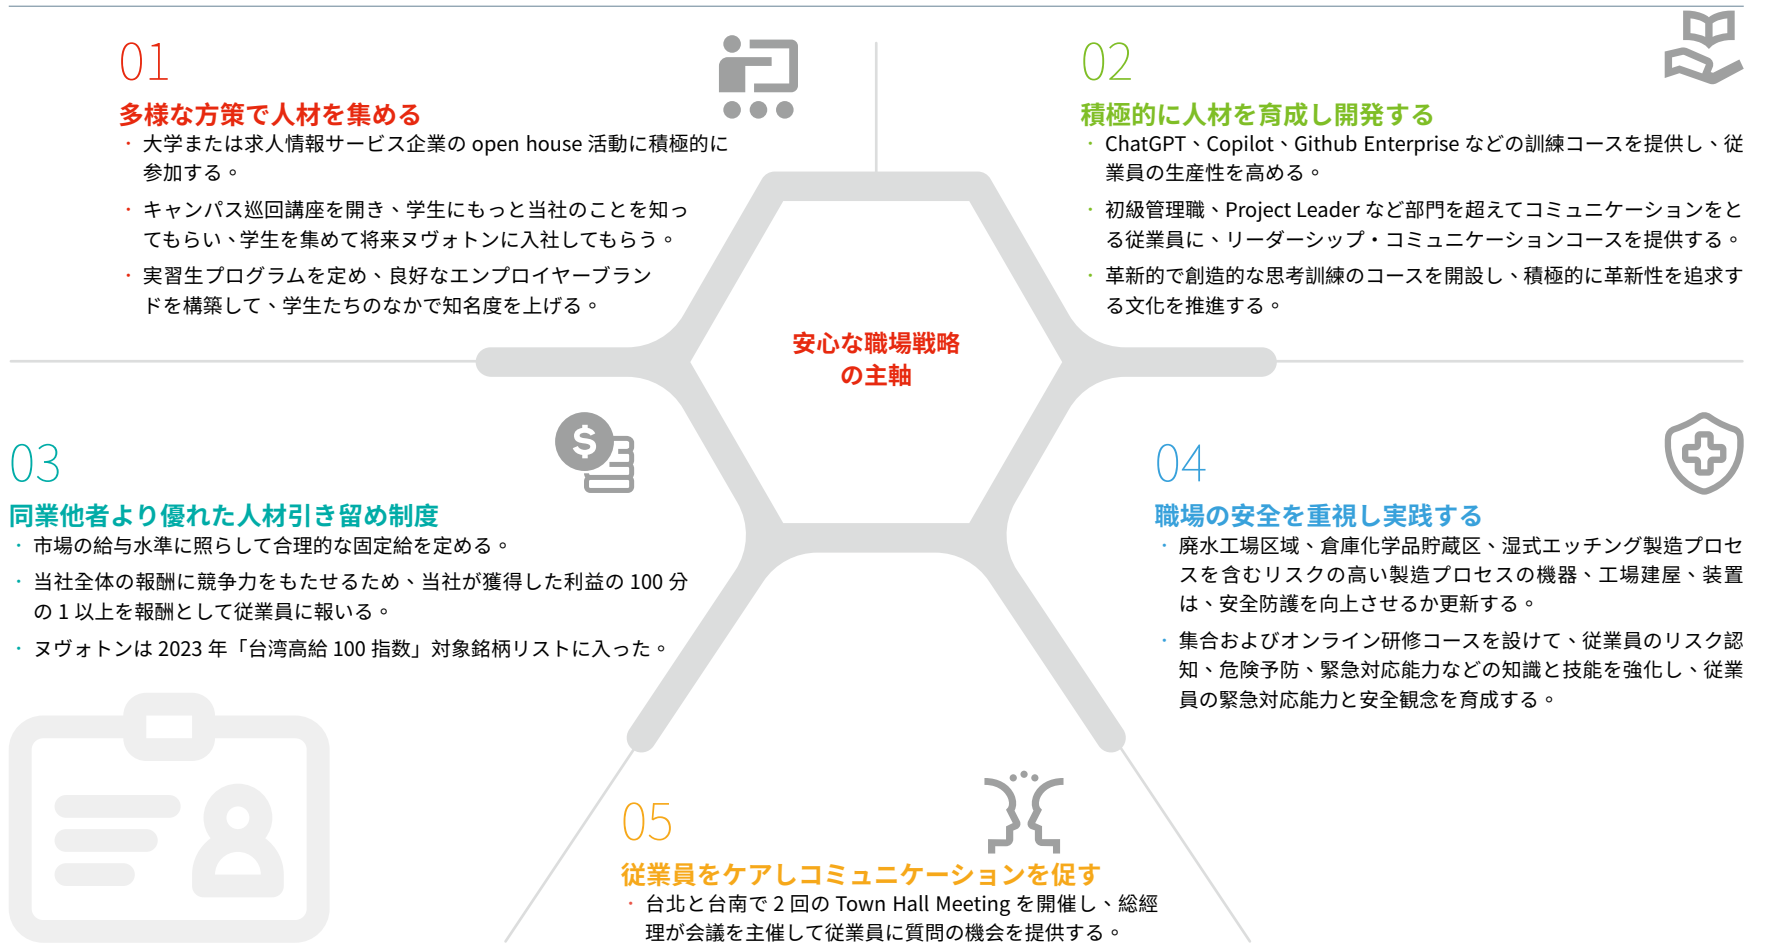 01
多様な方策で人材を集める
・大学または求人情報サービス企業の open house 活動に積極的に
参加する。
・キャンパス巡回講座を開き、学生にもっと当社のことを知っ
てもらい、学生を集めて将来ヌヴォトンに入社してもらう。
・実習生プログラムを定め、良好なエンプロイヤーブラン
ドを構築して、学生たちのなかで知名度を上げる。
02
積極的に人材を育成し開発する
・ChatGPT、Copilot、Github Enterprise などの訓練コースを提供し、従
業員の生産性を高める。
・初級管理職、Project Leader など部門を超えてコミュニケーションをと
る従業員に、リーダーシップ・コミュニケーションコースを提供する。
・革新的で創造的な思考訓練のコースを開設し、積極的に革新性を追求す
る文化を推進する。
安心な職場戦略
の主軸
03
同業他者より優れた人材引き留め制度
・市場の給与水準に照らして合理的な固定給を定める。
・当社全体の報酬に競争力をもたせるため、当社が獲得した利益の 100 分
の 1 以上を報酬として従業員に報いる。
・ヌヴォトンは 2023 年「台湾高給 100 指数」対象銘柄リストに入った。
04
職場の安全を重視し実践する
・廃水工場区域、倉庫化学品貯蔵区、湿式エッチング製造プロセ
スを含むリスクの高い製造プロセスの機器、工場建屋、装置
は、安全防護を向上させるか更新する。
・集合およびオンライン研修コースを設けて、従業員のリスク認
知、危険予防、緊急対応能力などの知識と技能を強化し、従業
員の緊急対応能力と安全観念を育成する。
05
従業員をケアしコミュニケーションを促す
・台北と台南で 2 回の Town Hall Meeting を開催し、総經
理が会議を主催して従業員に質問の機会を提供する。